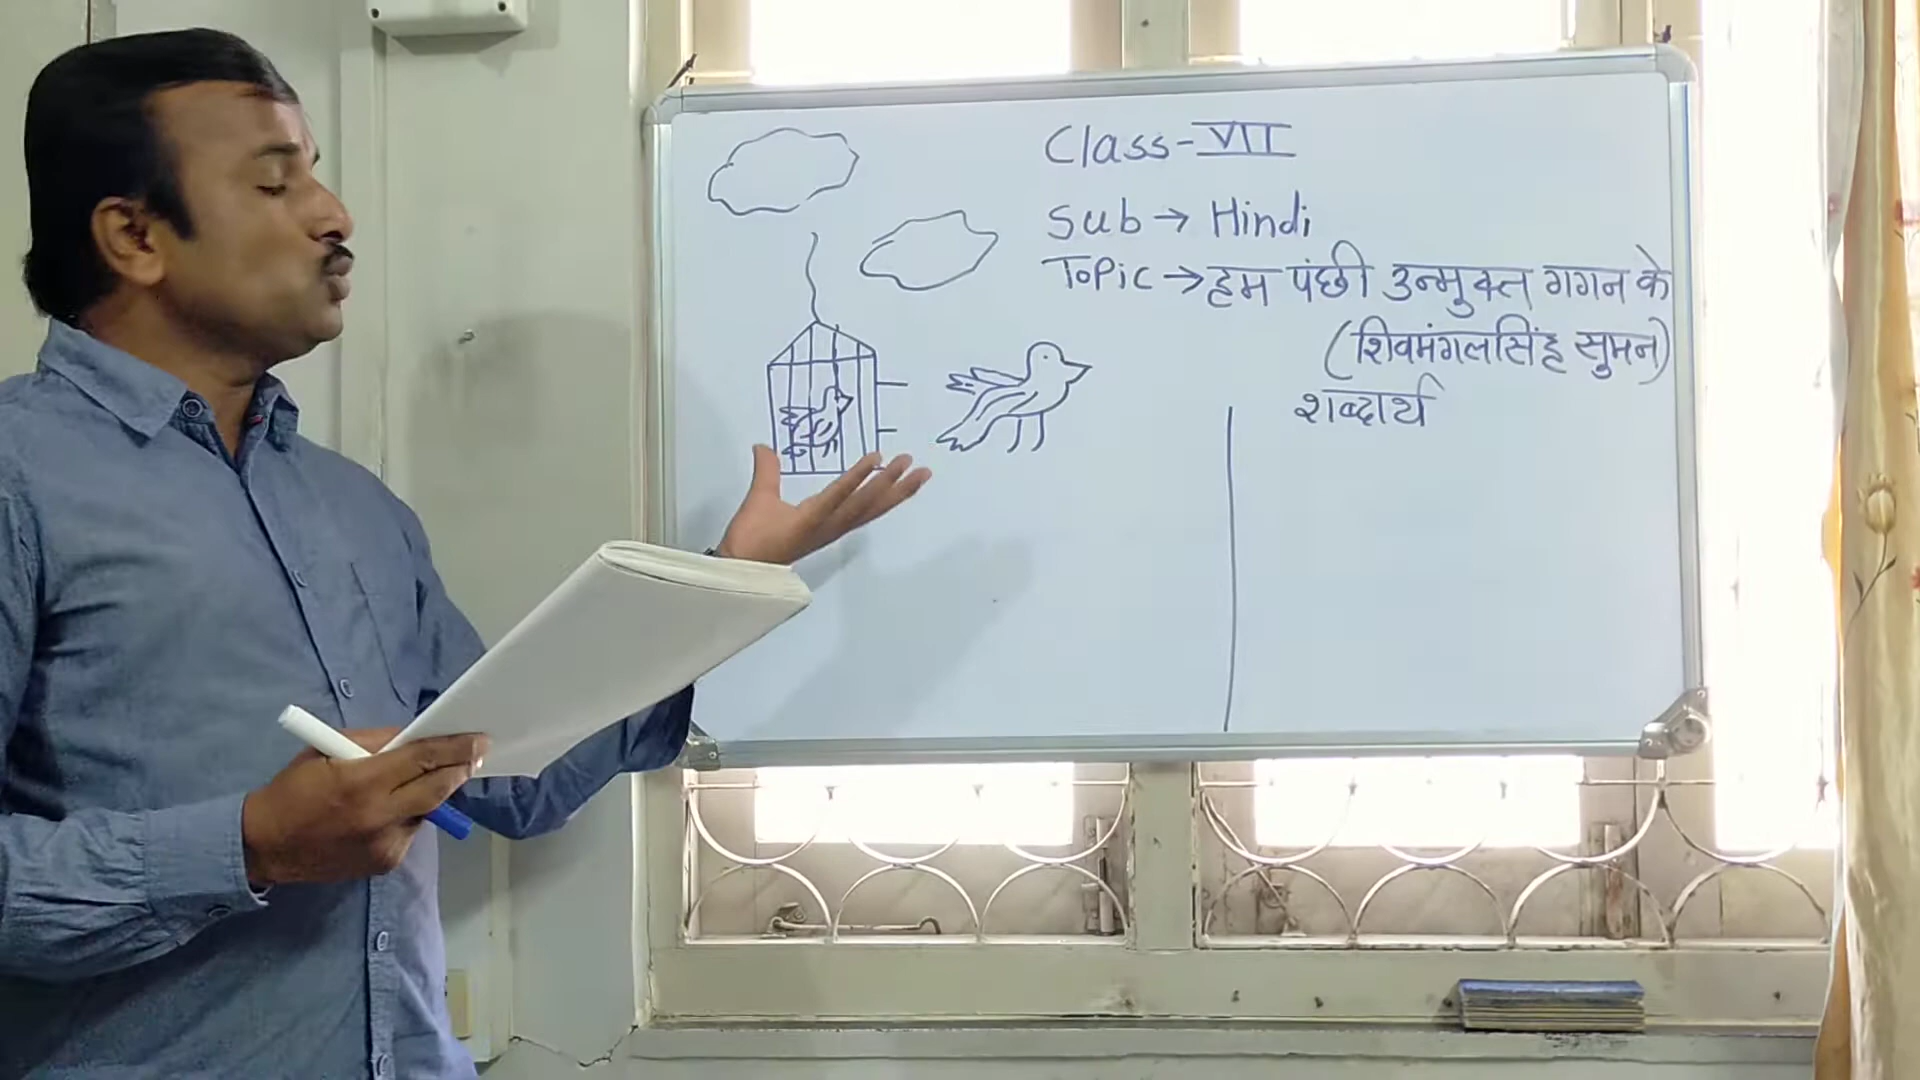 Class-VII
Sub → Hindi
Topic → हम पंछी उन्मुक्त गगन के
(शिवमंगलसिंह सुमन)
शब्दार्थ